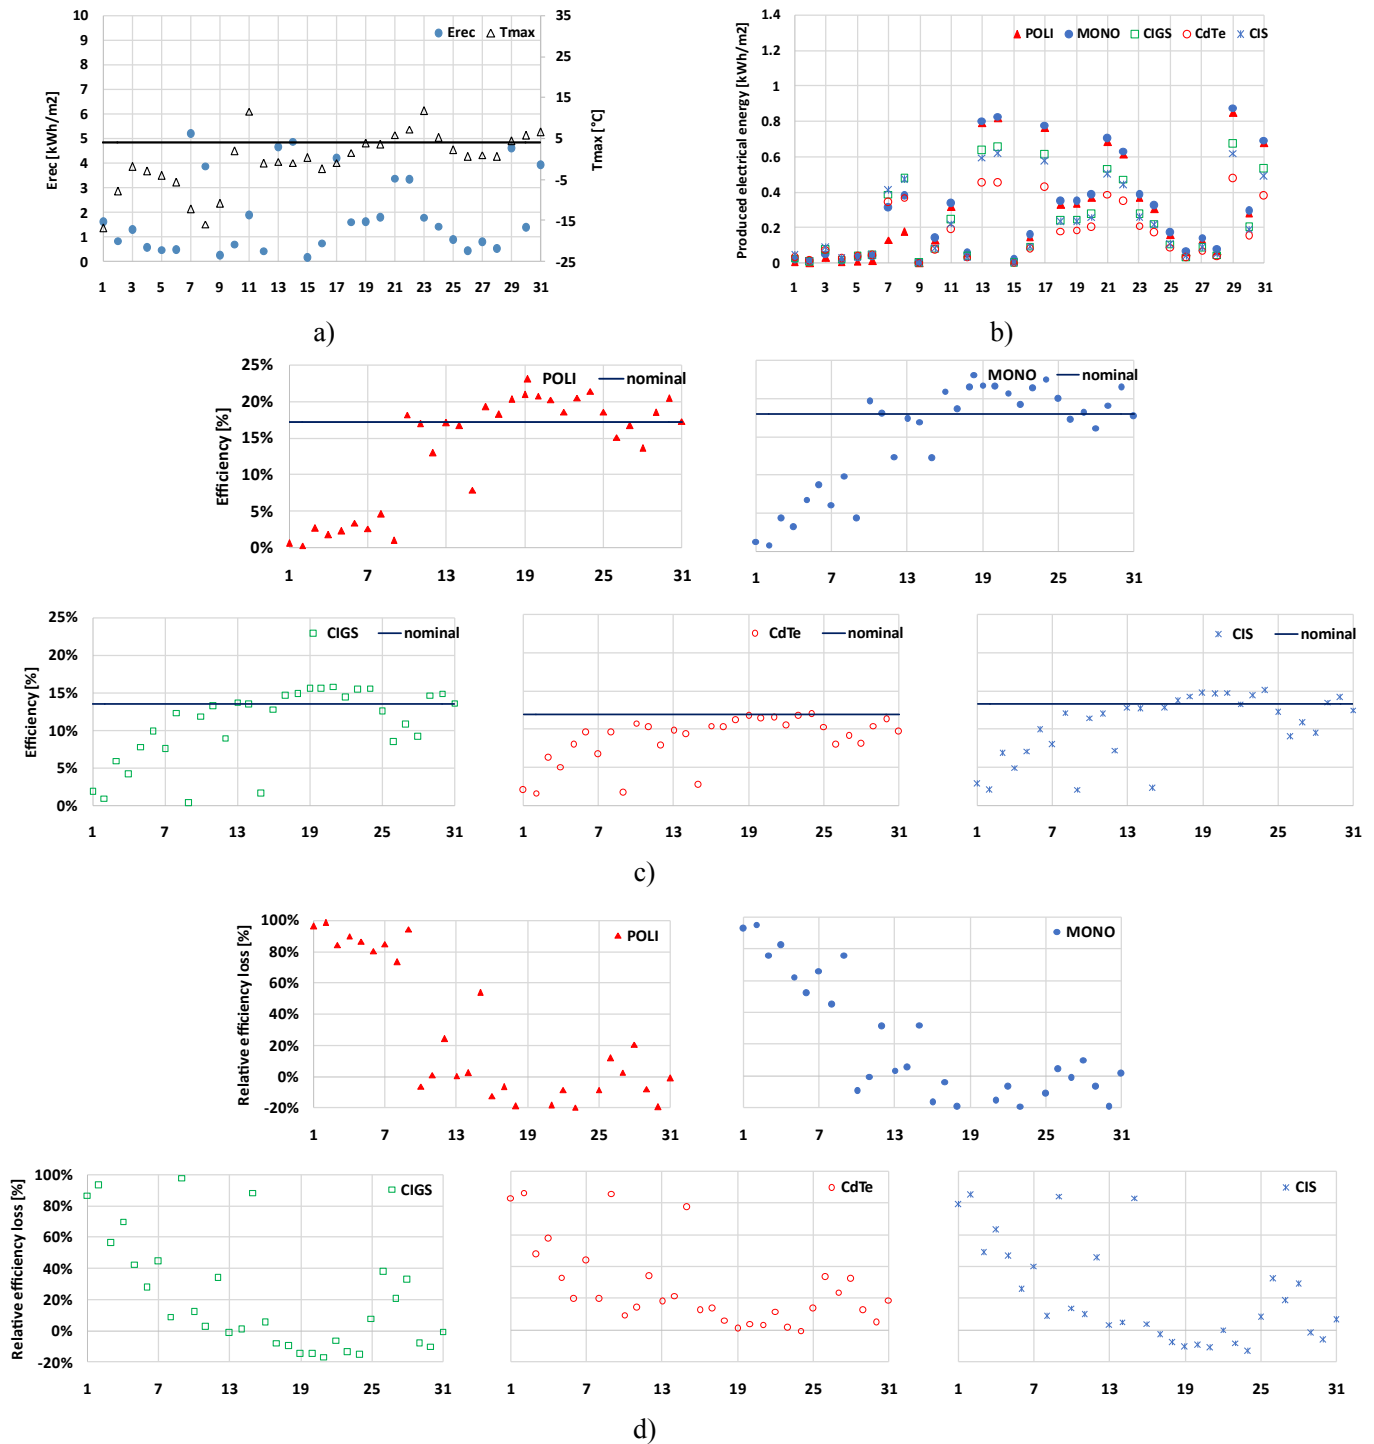 10 9 8 7 6 5 4 3 2 1 0
Erec [kWh/m2]
Erec Tmax
35 25 15 5 -5 -15 -25
Tmax [°C]
1 3 5 7 9 11 13 15 17 19 21 23 25 27 29 31
a)
1.4 1.2 1 0.8 0.6 0.4 0.2 0
Produced electrical energy [kWh/m2]
POLI MONO CIGS CdTe CIS
1 3 5 7 9 11 13 15 17 19 21 23 25 27 29 31
b)
25% 20% 15% 10% 5% 0%
Efficiency [%]
POLI nominal
1 7 13 19 25 31
MONO nominal
1 7 13 19 25 31
25% 20% 15% 10% 5% 0%
Efficiency [%]
CIGS nominal
1 7 13 19 25 31
CdTe nominal
1 7 13 19 25 31
CIS nominal
1 7 13 19 25 31
c)
100% 80% 60% 40% 20% 0% -20%
Relative efficiency loss [%]
POLI
1 7 13 19 25 31
MONO
1 7 13 19 25 31
100% 80% 60% 40% 20% 0% -20%
Relative efficiency loss [%]
CIGS
1 7 13 19 25 31
CdTe
1 7 13 19 25 31
CIS
1 7 13 19 25 31
d)